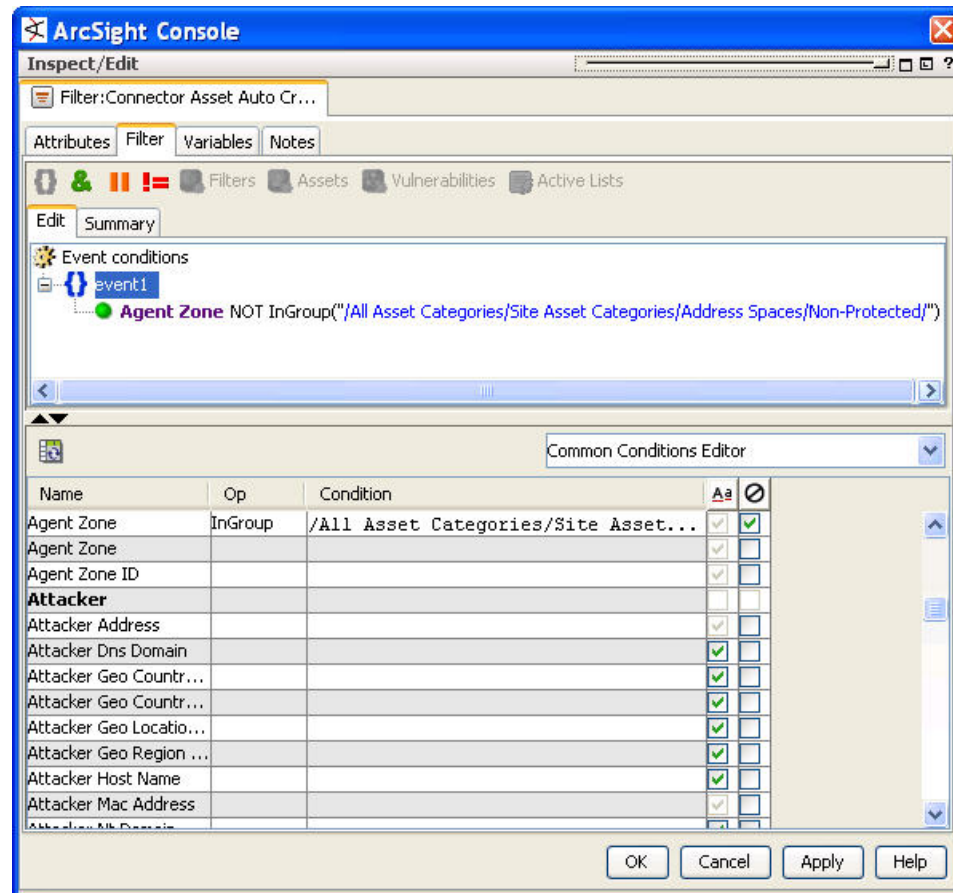 ArcSight Console
Inspect/Edit
?
Filter:Connector Asset Auto Cr...
Attributes Filter Variables Notes
{} & || != Filters Assets Vulnerabilities Active Lists
Edit Summary
Event conditions
{} event1
Agent Zone NOT InGroup("/All Asset Categories/Site Asset Categories/Address Spaces/Non-Protected/")
Common Conditions Editor
Name Op Condition Aa
Agent Zone InGroup /All Asset Categories/Site Asset...
Agent Zone
Agent Zone ID
Attacker
Attacker Address
Attacker Dns Domain
Attacker Geo Countr...
Attacker Geo Countr...
Attacker Geo Locatio...
Attacker Geo Region ...
Attacker Host Name
Attacker Mac Address
Attacker Nt Domain
OK Cancel Apply Help